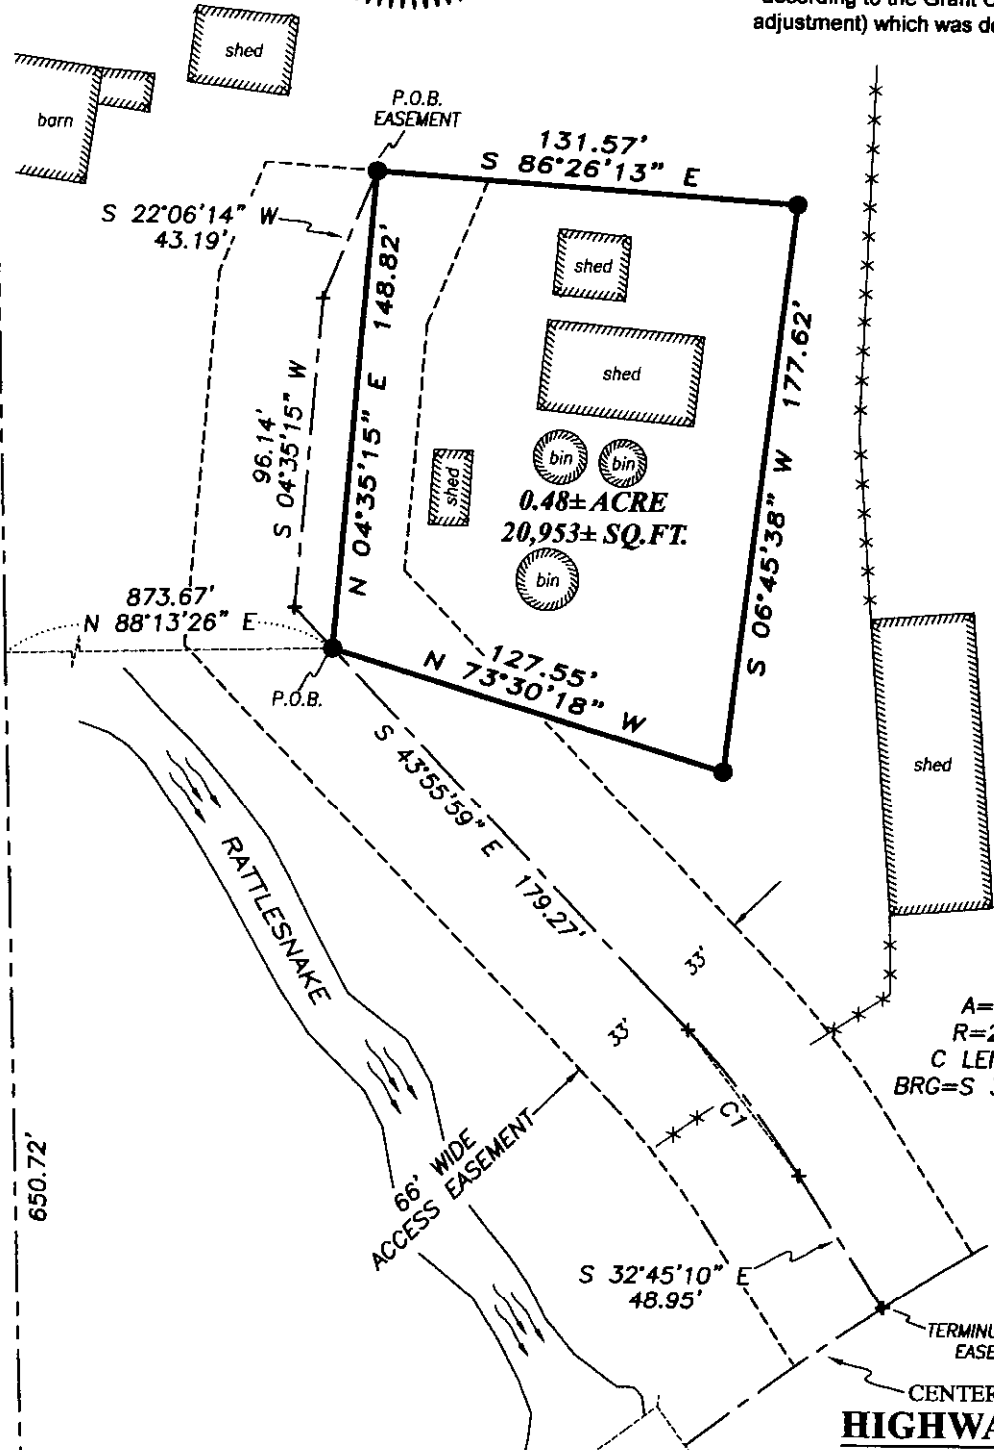 adjustment) which was
shed
barn
P.O.B.
EASEMENT
131.57'
S 86°26'13" E
S 22°06'14" W
43.19'
148.82'
N 04°35'15" E
shed
shed
177.62'
S 06°45'38" W
96.14'
S 04°35'15" W
shed
bin
bin
0.48± ACRE
20,953± SQ.FT.
bin
873.67'
N 88°13'26" E
P.O.B.
127.55'
N 73°30'18" W
S 43°55'59" E 179.27'
shed
RATTLESNAKE
33'
33'
A=
C
BRG=S
C1
650.72'
66' WIDE
ACCESS EASEMENT
S 32°45'10" E
48.95'